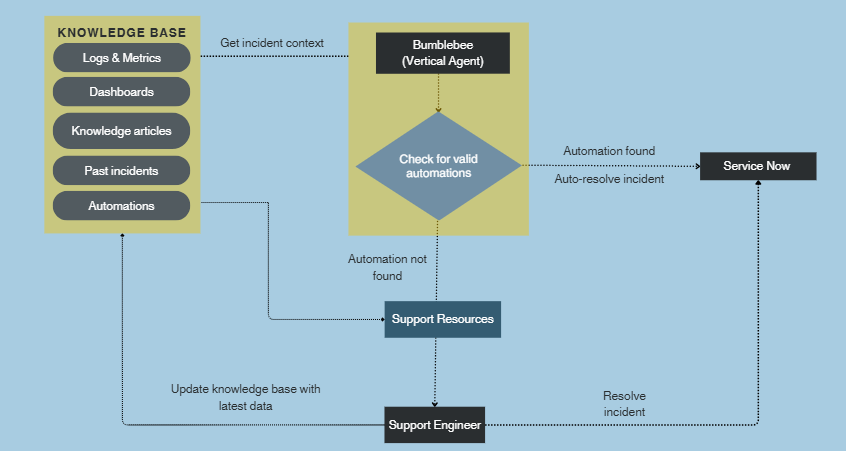 KNOWLEDGE BASE
Logs & Metrics
Dashboards
Knowledge articles
Past incidents
Automations
Get incident context
Bumblebee
(Vertical Agent)
Check for valid
automations
Automation found
Auto-resolve incident
Service Now
Automation not
found
Support Resources
Update knowledge base with
latest data
Support Engineer
Resolve
incident